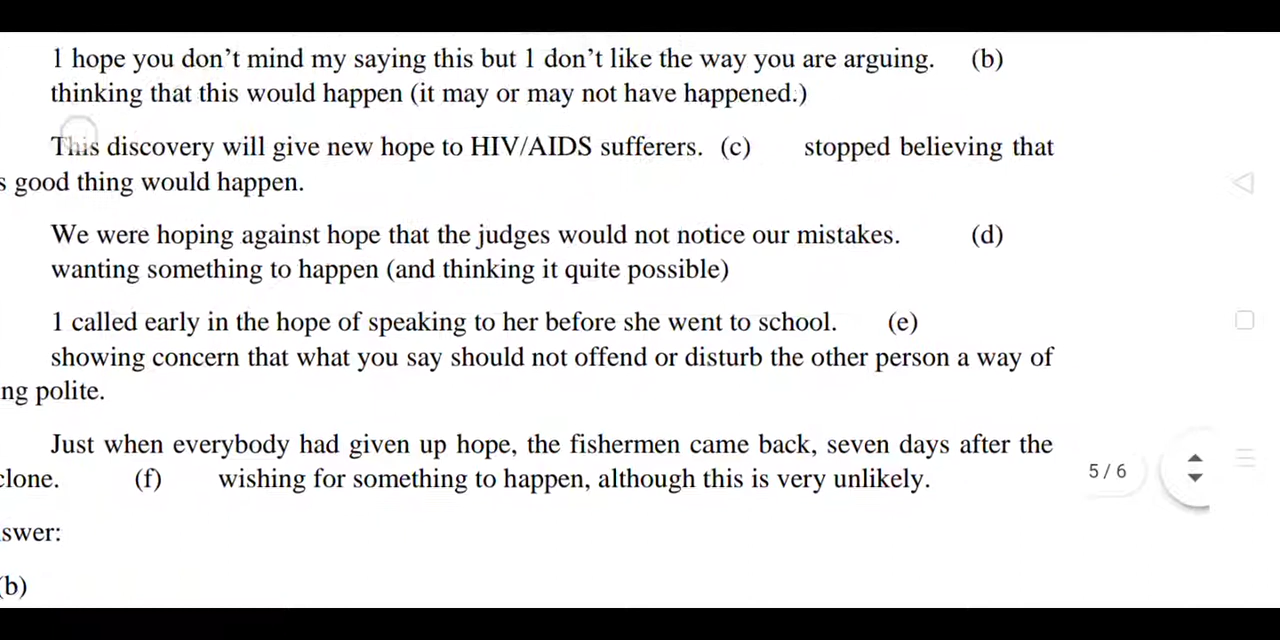 1 hope you don’t mind my saying this but 1 don’t like the way you are arguing. (b)
thinking that this would happen (it may or may not have happened.)
This discovery will give new hope to HIV/AIDS sufferers. (c) stopped believing that
s good thing would happen.
We were hoping against hope that the judges would not notice our mistakes. (d)
wanting something to happen (and thinking it quite possible)
1 called early in the hope of speaking to her before she went to school. (e)
showing concern that what you say should not offend or disturb the other person a way of
ng polite.
Just when everybody had given up hope, the fishermen came back, seven days after the
clone. (f) wishing for something to happen, although this is very unlikely.
5 / 6
swer:
(b)